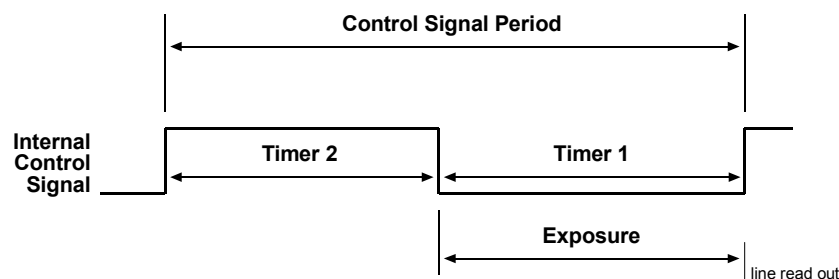 Control Signal Period
Internal
Control
Signal
Timer 2
Timer 1
Exposure
line read out